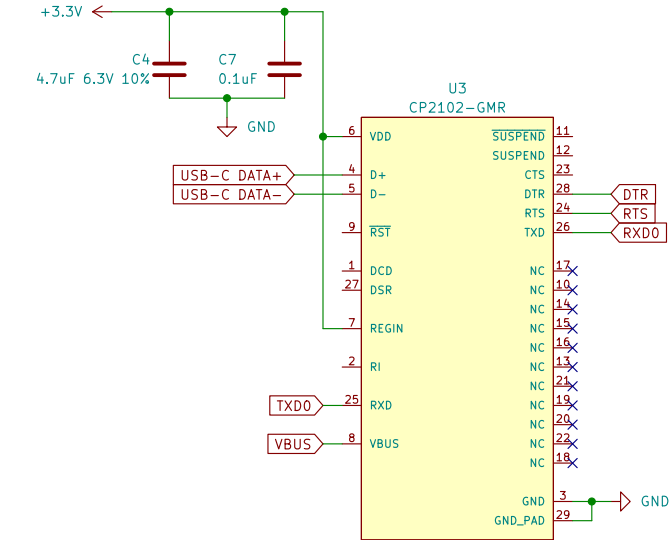 +3.3V
C4
4.7uF 6.3V 10%
C7
0.1uF
GND
U3
CP2102-GMR
6 VDD
SUSPEND 11
SUSPEND 12
CTS 23
USB-C DATA+ 4 D+
DTR 28 DTR
USB-C DATA- 5 D-
RTS 24 RTS
9 RST
TXD 26 RXD0
1 DCD
NC 17
27 DSR
NC 10
NC 14
7 REGIN
NC 15
NC 16
2 RI
NC 13
NC 21
TXD0 25 RXD
NC 19
NC 20
VBUS 8 VBUS
NC 22
NC 18
GND 3 GND
GND_PAD 29